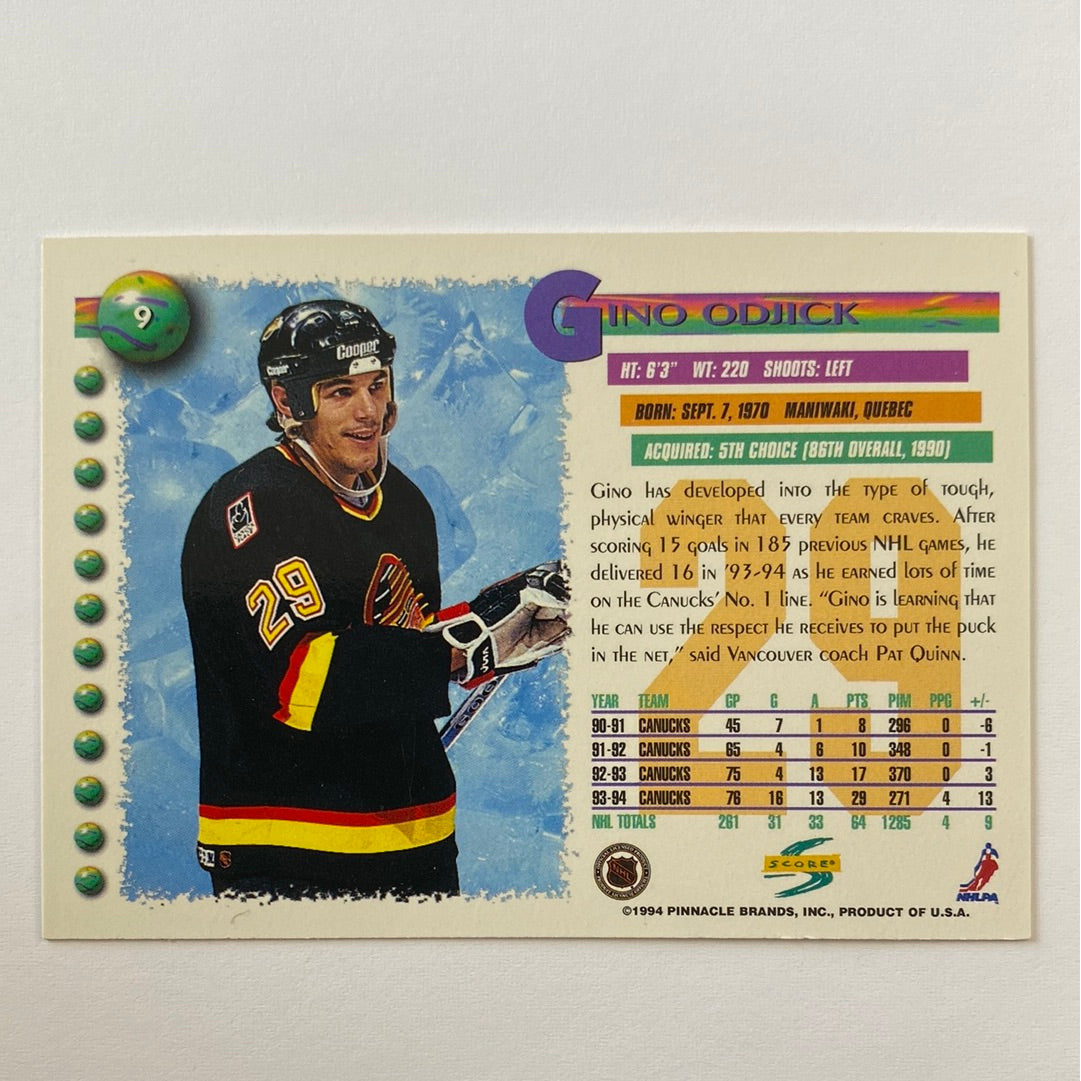 9
GINO ODJICK
HT: 6'3" WT: 220 SHOOTS: LEFT
BORN: SEPT. 7, 1970 MANIWAKI, QUEBEC
ACQUIRED: 5TH CHOICE (86TH OVERALL, 1990)
Gino has developed into the type of tough,
physical winger that every team craves. After
scoring 15 goals in 185 previous NHL games, he
delivered 16 in '93-94 as he earned lots of time
on the Canucks' No. 1 line. "Gino is learning that
he can use the respect he receives to put the puck
in the net," said Vancouver coach Pat Quinn.
29
YEAR TEAM GP G A PTS PIM PPG +/-
90-91 CANUCKS 45 7 1 8 296 0 -6
91-92 CANUCKS 65 4 6 10 348 0 -1
92-93 CANUCKS 75 4 13 17 370 0 3
93-94 CANUCKS 76 16 13 29 271 4 13
NHL TOTALS 261 31 33 64 1285 4 9
NHL
SCORE®
NHLPA
©1994 PINNACLE BRANDS, INC., PRODUCT OF U.S.A.
Cooper
Cooper
29